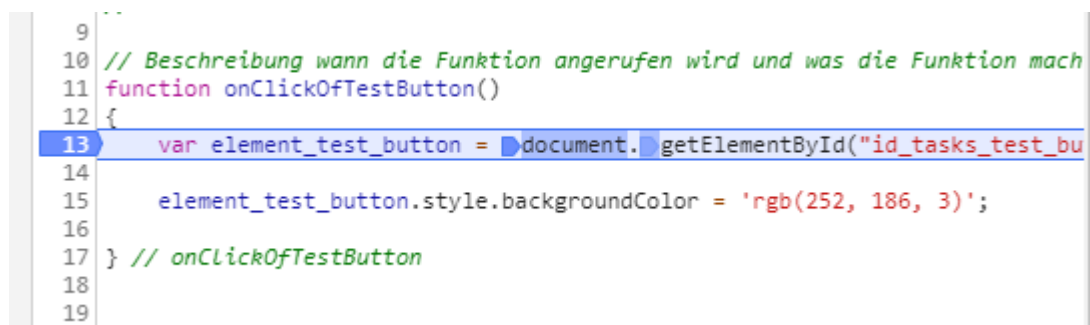 9
10 // Beschreibung wann die Funktion angerufen wird und was die Funktion mach
11 function onClickOfTestButton()
12 {
13 var element_test_button = document.getElementById("id_tasks_test_bu
14
15 element_test_button.style.backgroundColor = 'rgb(252, 186, 3)';
16
17 } // onClickOfTestButton
18
19